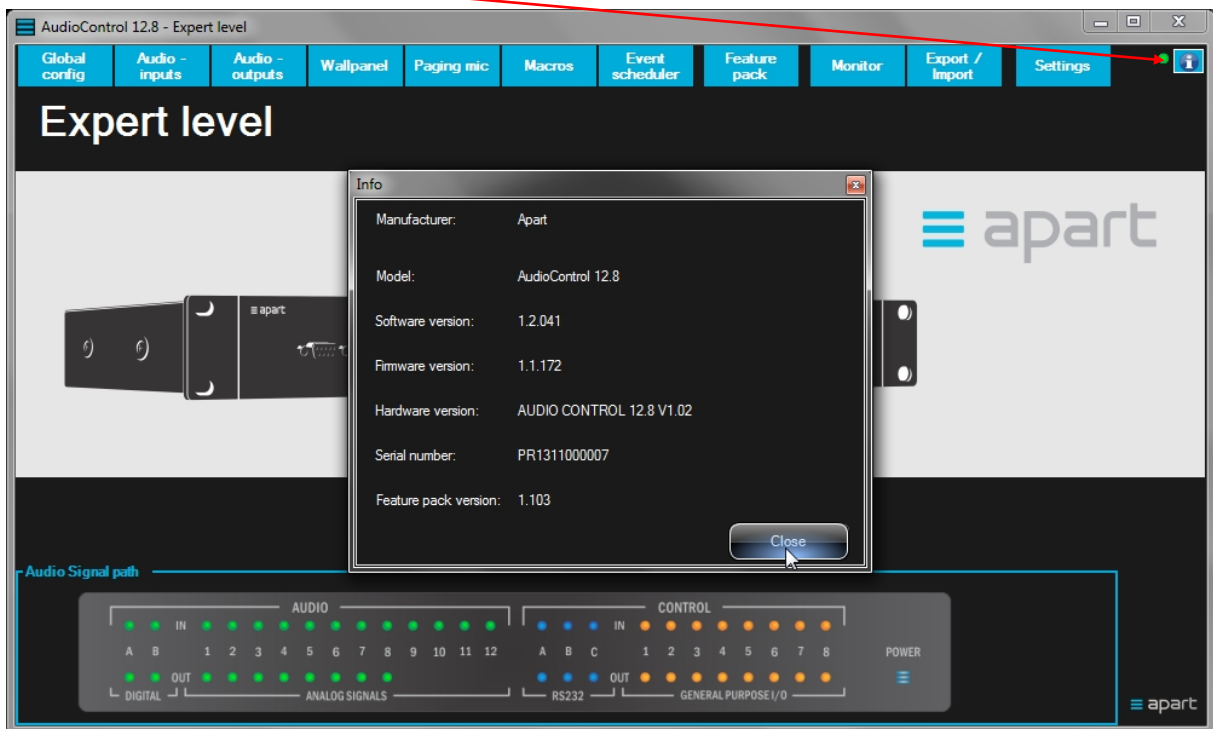 AudioControl 12.8 - Expert level
Global config
Audio - inputs
Audio - outputs
Wallpanel
Paging mic
Macros
Event scheduler
Feature pack
Monitor
Export / Import
Settings
Expert level
Info
Manufacturer: Apart
Model: AudioControl 12.8
Software version: 1.2.041
Firmware version: 1.1.172
Hardware version: AUDIO CONTROL 12.8 V1.02
Serial number: PR1311000007
Feature pack version: 1.103
Close
apart
apart
Audio Signal path
AUDIO CONTROL
IN IN
A B 1 2 3 4 5 6 7 8 9 10 11 12 A B C 1 2 3 4 5 6 7 8 POWER
OUT OUT
DIGITAL ANALOG SIGNALS RS232 GENERAL PURPOSE I/O
apart